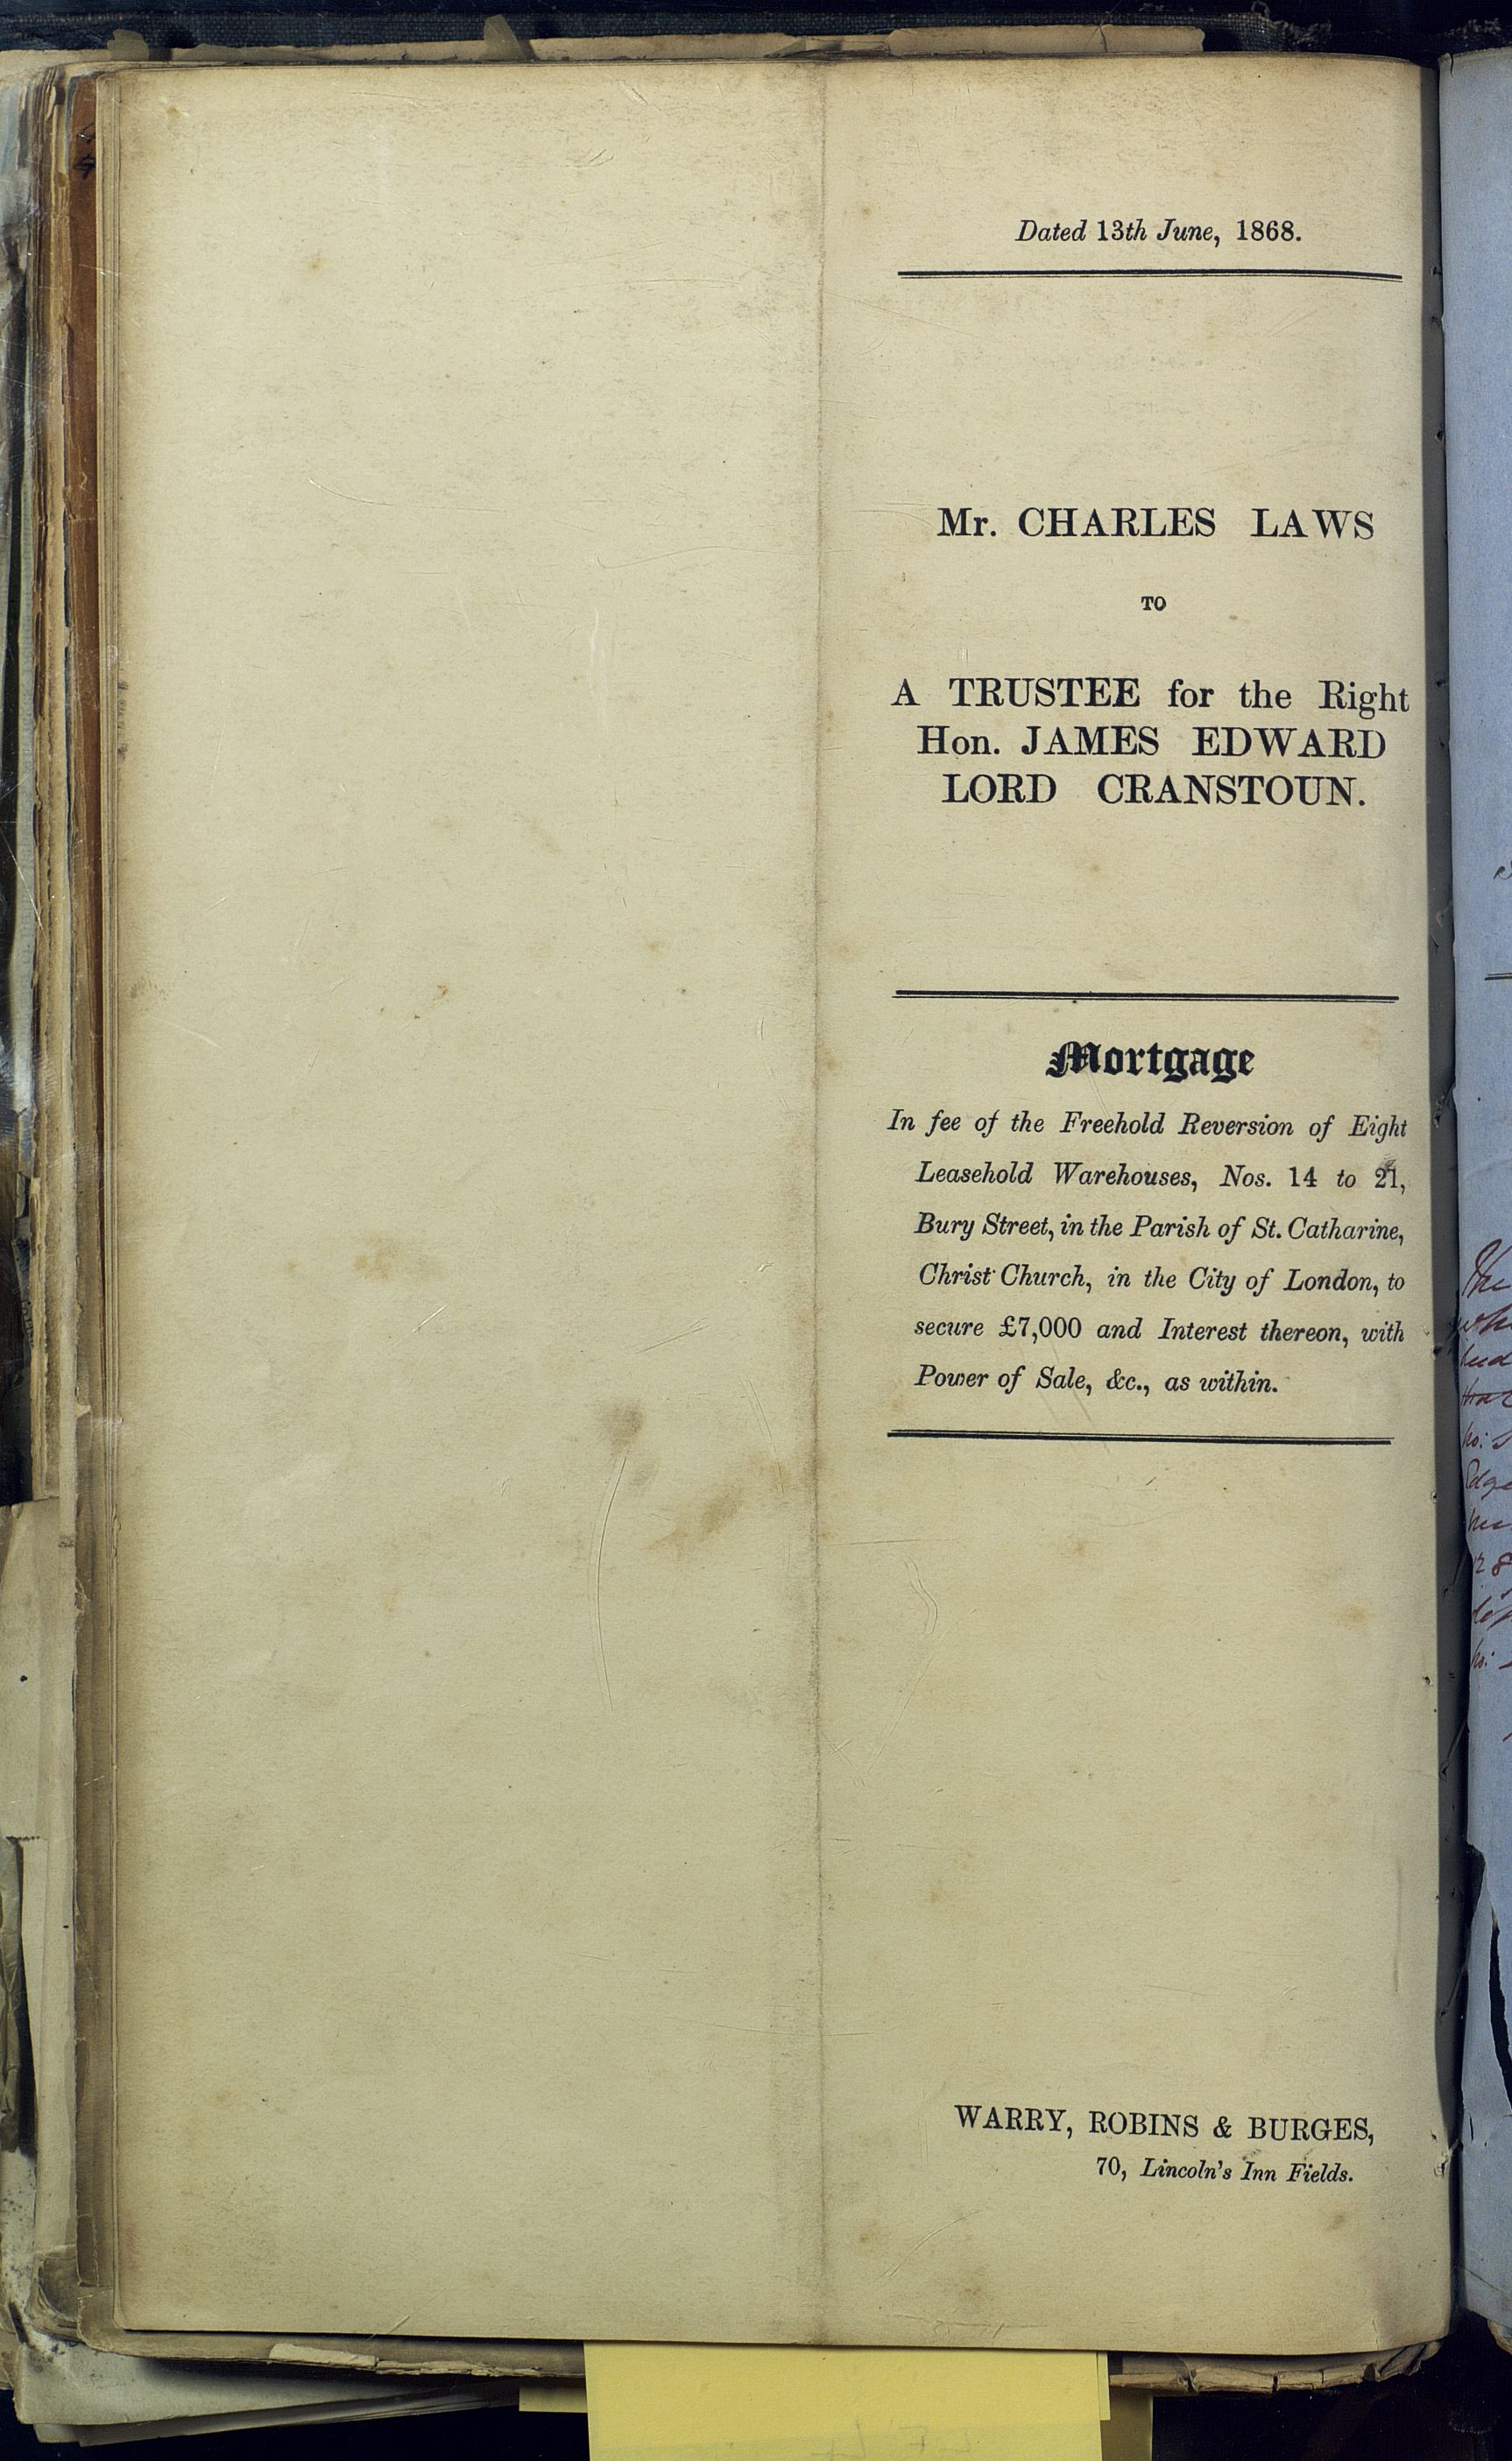 Dated 13th June, 1868.
Mr. CHARLES LAWS
TO
A TRUSTEE for the Right
Hon. JAMES EDWARD
LORD CRANSTOUN.
Mortgage
In fee of the Freehold Reversion of Eight
Leasehold Warehouses, Nos. 14 to 21,
Bury Street, in the Parish of St. Catharine,
Christ Church, in the City of London, to
secure £7,000 and Interest thereon, with
Power of Sale, &c., as within.
WARRY, ROBINS & BURGES,
70, Lincoln's Inn Fields.